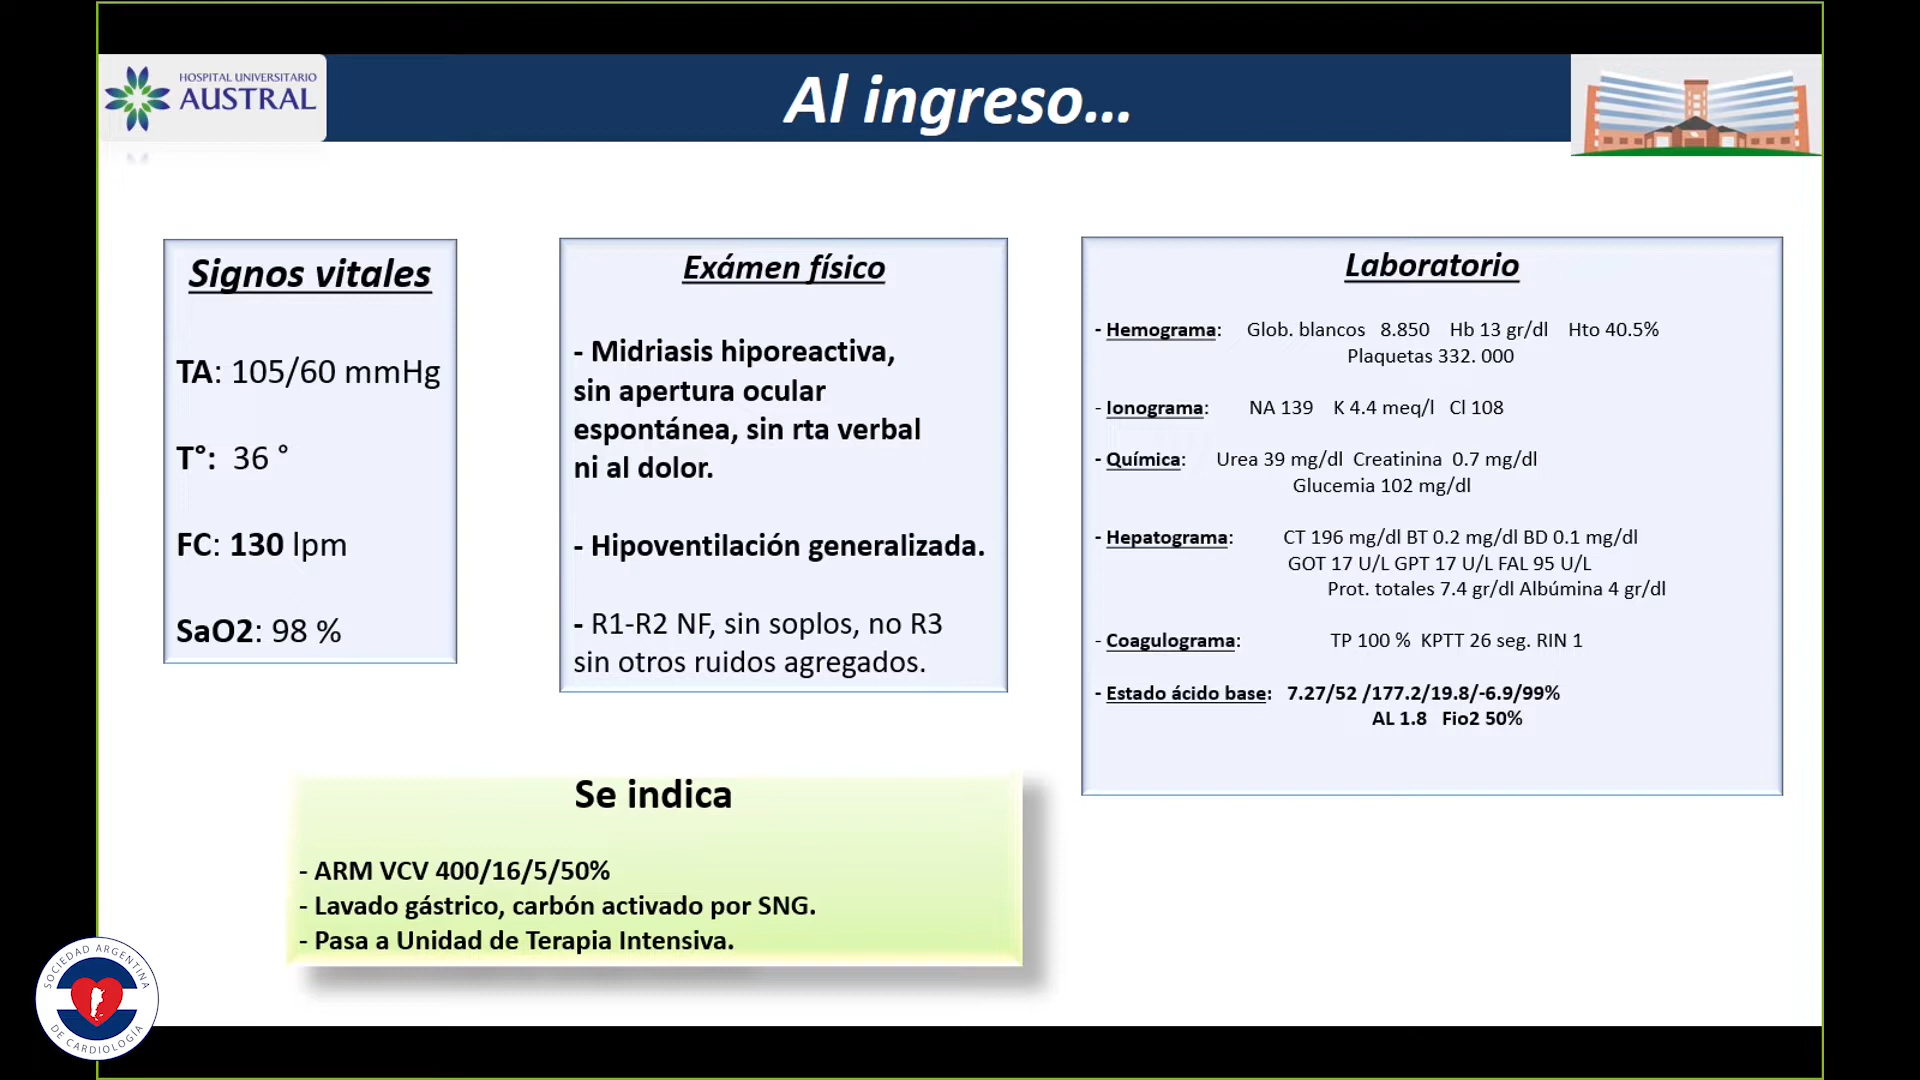 HOSPITAL UNIVERSITARIO
AUSTRAL
Al ingreso...
Signos vitales
TA: 105/60 mmHg
T°: 36 °
FC: 130 lpm
SaO2: 98 %
Exámen físico
- Midriasis hiporeactiva,
sin apertura ocular
espontánea, sin rta verbal
ni al dolor.
- Hipoventilación generalizada.
- R1-R2 NF, sin soplos, no R3
sin otros ruidos agregados.
Laboratorio
- Hemograma: Glob. blancos 8.850 Hb 13 gr/dl Hto 40.5%
Plaquetas 332. 000
- Ionograma: NA 139 K 4.4 meq/l Cl 108
- Química: Urea 39 mg/dl Creatinina 0.7 mg/dl
Glucemia 102 mg/dl
- Hepatograma: CT 196 mg/dl BT 0.2 mg/dl BD 0.1 mg/dl
GOT 17 U/L GPT 17 U/L FAL 95 U/L
Prot. totales 7.4 gr/dl Albúmina 4 gr/dl
- Coagulograma: TP 100 % KPTT 26 seg. RIN 1
- Estado ácido base: 7.27/52 /177.2/19.8/-6.9/99%
AL 1.8 Fio2 50%
Se indica
- ARM VCV 400/16/5/50%
- Lavado gástrico, carbón activado por SNG.
- Pasa a Unidad de Terapia Intensiva.
SOCIEDAD ARGENTINA
DE CARDIOLOGÍA